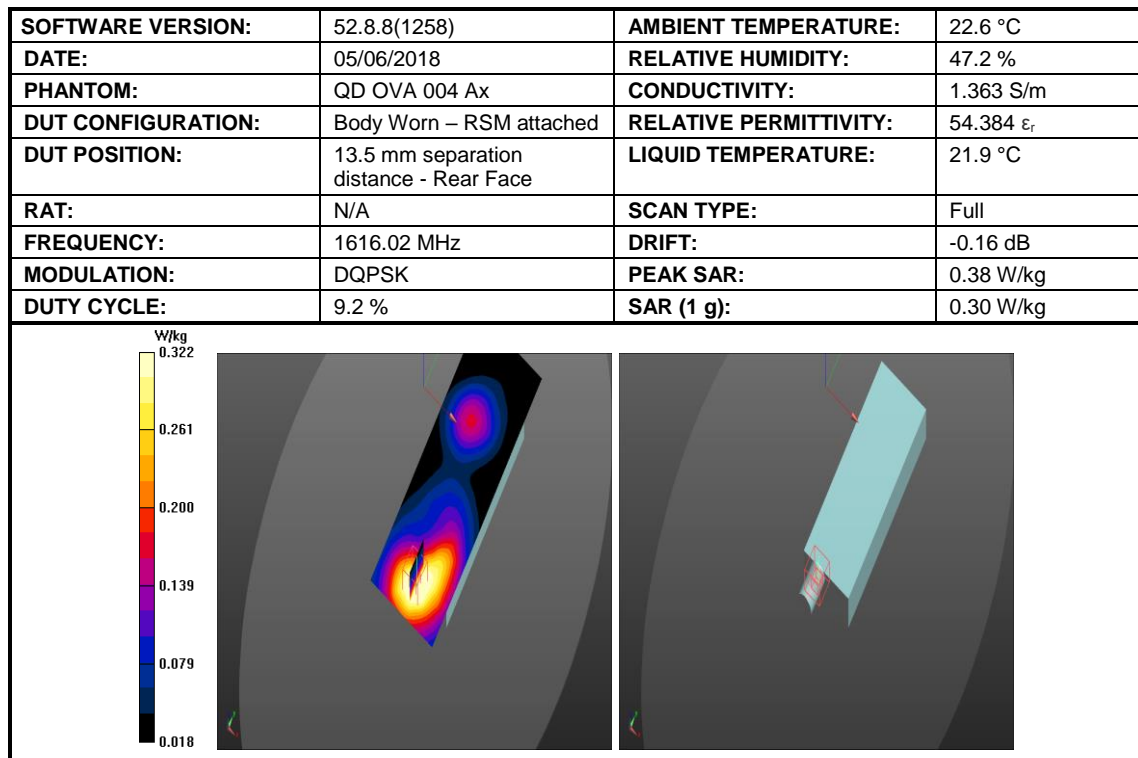 SOFTWARE VERSION: 52.8.8(1258) AMBIENT TEMPERATURE: 22.6 °C
DATE: 05/06/2018 RELATIVE HUMIDITY: 47.2 %
PHANTOM: QD OVA 004 Ax CONDUCTIVITY: 1.363 S/m
DUT CONFIGURATION: Body Worn – RSM attached RELATIVE PERMITTIVITY: 54.384 εr
DUT POSITION: 13.5 mm separation LIQUID TEMPERATURE: 21.9 °C
distance - Rear Face
RAT: N/A SCAN TYPE: Full
FREQUENCY: 1616.02 MHz DRIFT: -0.16 dB
MODULATION: DQPSK PEAK SAR: 0.38 W/kg
DUTY CYCLE: 9.2 % SAR (1 g): 0.30 W/kg
W/kg
0.322
0.261
0.200
0.139
0.079
0.018